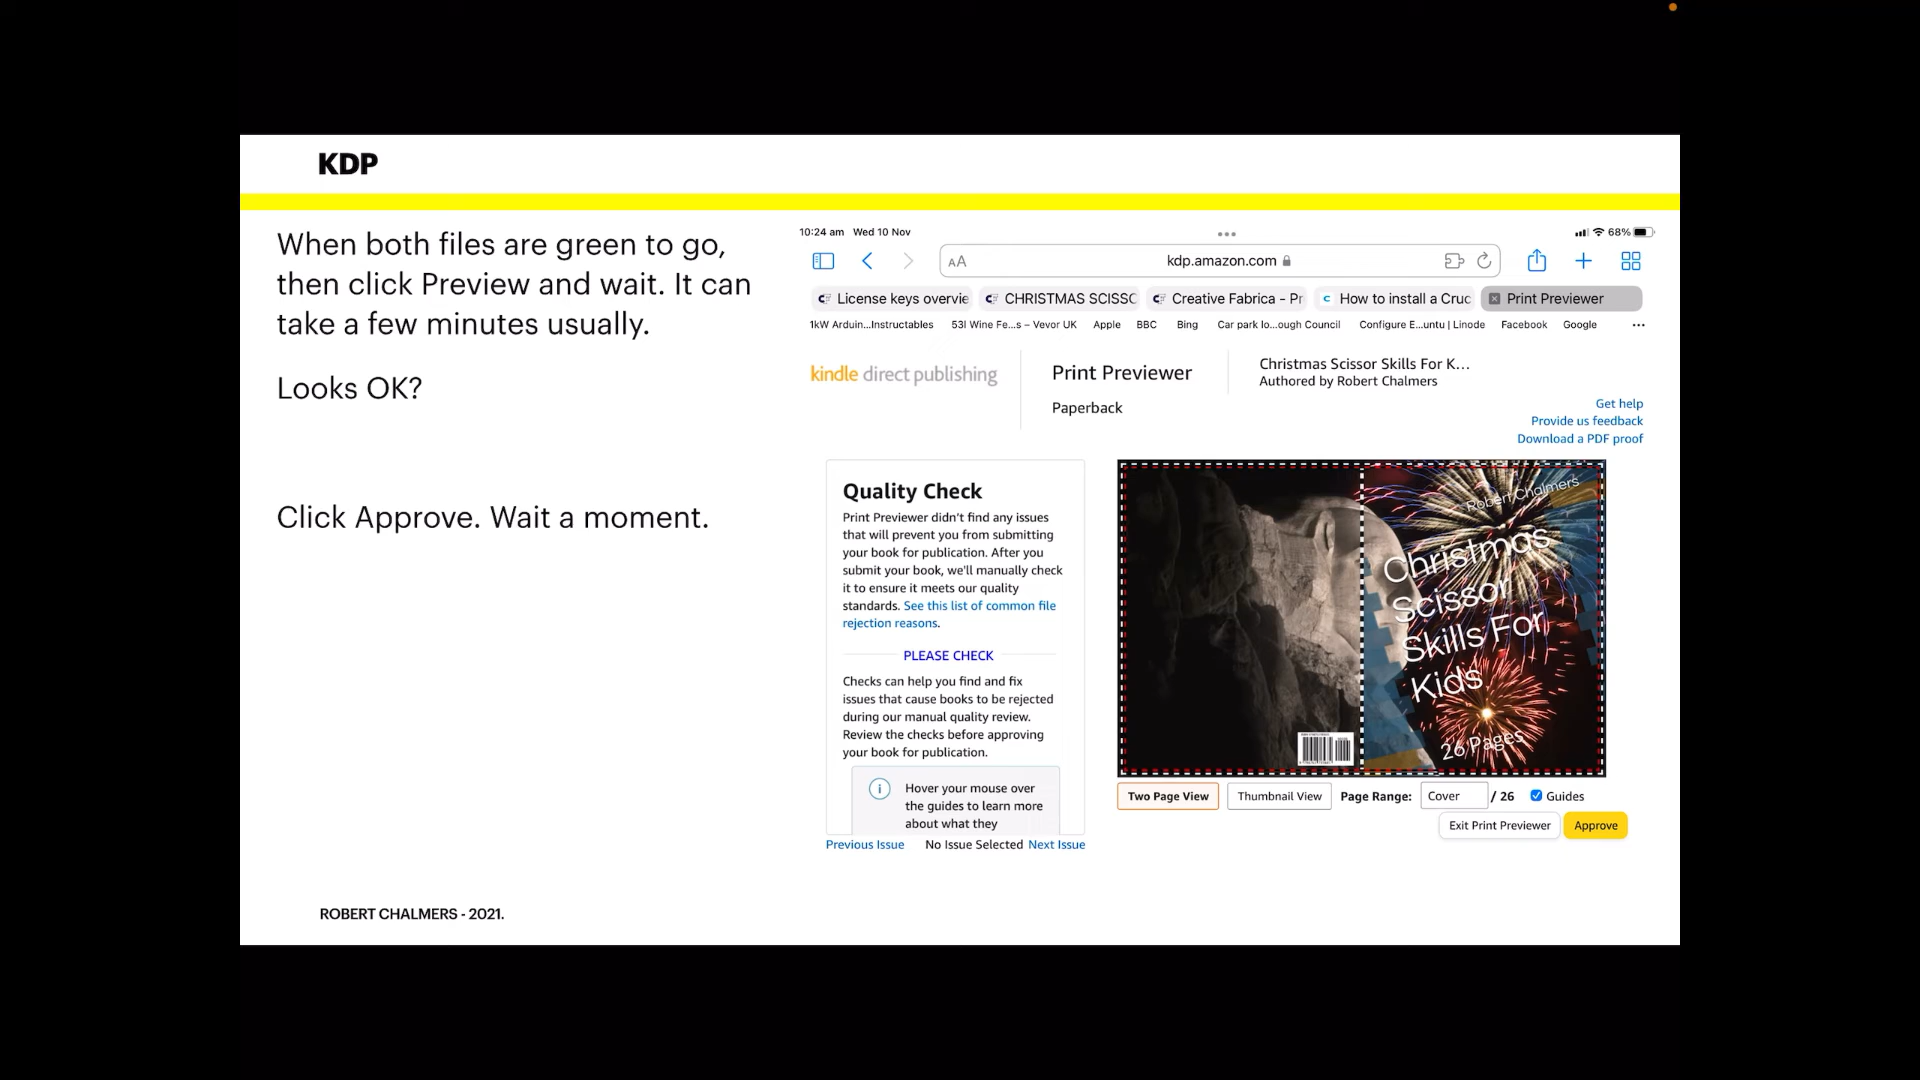 KDP
When both files are green to go,
then click Preview and wait. It can
take a few minutes usually.
Looks OK?
Click Approve. Wait a moment.
ROBERT CHALMERS - 2021.
10:24 am Wed 10 Nov
68%
AA
kdp.amazon.com
License keys overvie
CHRISTMAS SCISSC
Creative Fabrica - Pr
How to install a Cruc
Print Previewer
1kW Arduin...Instructables
53l Wine Fe...s – Vevor UK
Apple
BBC
Bing
Car park lo...ough Council
Configure E...untu | Linode
Facebook
Google
kindle direct publishing
Print Previewer
Paperback
Christmas Scissor Skills For K...
Authored by Robert Chalmers
Get help
Provide us feedback
Download a PDF proof
Quality Check
Print Previewer didn't find any issues
that will prevent you from submitting
your book for publication. After you
submit your book, we'll manually check
it to ensure it meets our quality
standards. See this list of common file
rejection reasons.
PLEASE CHECK
Checks can help you find and fix
issues that cause books to be rejected
during our manual quality review.
Review the checks before approving
your book for publication.
Hover your mouse over
the guides to learn more
about what they
Previous Issue
No Issue Selected
Next Issue
Robert Chalmers
Christmas
Scissor
Skills For
Kids
26 Pages
Two Page View
Thumbnail View
Page Range:
Cover
/ 26
Guides
Exit Print Previewer
Approve